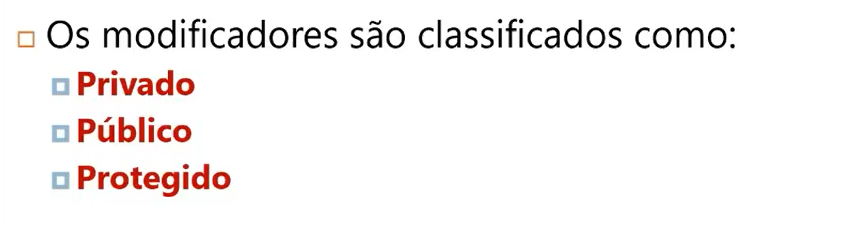 Os modificadores são classificados como:
Privado
Público
Protegido